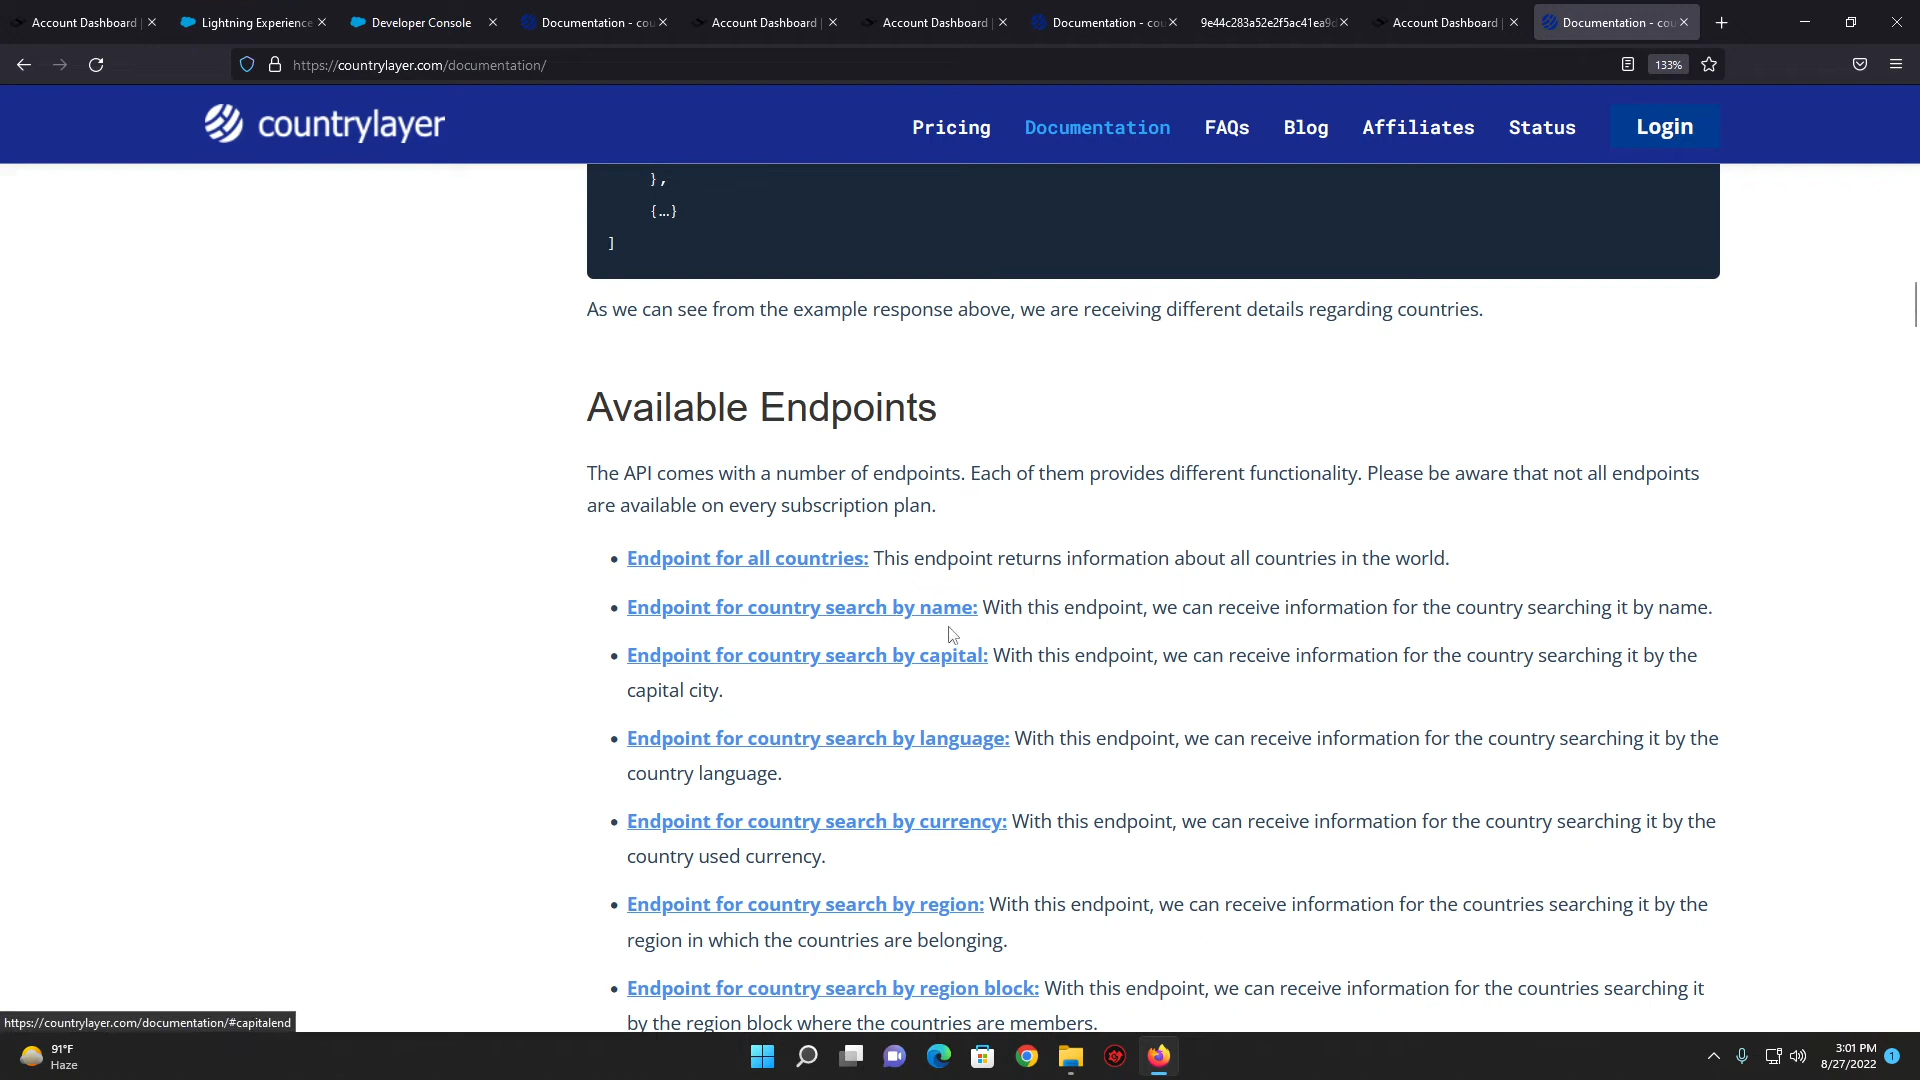 Account Dashboard |
Lightning Experience
Developer Console
Documentation - cou
Account Dashboard |
Account Dashboard |
Documentation - cou
9e44c283a52e2f5ac41ea9d
Account Dashboard |
Documentation - cou
https://countrylayer.com/documentation/
133%
countrylayer
Pricing
Documentation
FAQs
Blog
Affiliates
Status
Login
},
{…}
]
As we can see from the example response above, we are receiving different details regarding countries.
Available Endpoints
The API comes with a number of endpoints. Each of them provides different functionality. Please be aware that not all endpoints
are available on every subscription plan.
• Endpoint for all countries: This endpoint returns information about all countries in the world.
• Endpoint for country search by name: With this endpoint, we can receive information for the country searching it by name.
• Endpoint for country search by capital: With this endpoint, we can receive information for the country searching it by the
capital city.
• Endpoint for country search by language: With this endpoint, we can receive information for the country searching it by the
country language.
• Endpoint for country search by currency: With this endpoint, we can receive information for the country searching it by the
country used currency.
• Endpoint for country search by region: With this endpoint, we can receive information for the countries searching it by the
region in which the countries are belonging.
• Endpoint for country search by region block: With this endpoint, we can receive information for the countries searching it
by the region block where the countries are members.
https://countrylayer.com/documentation/#capitalend
91°F
Haze
3:01 PM
8/27/2022
1